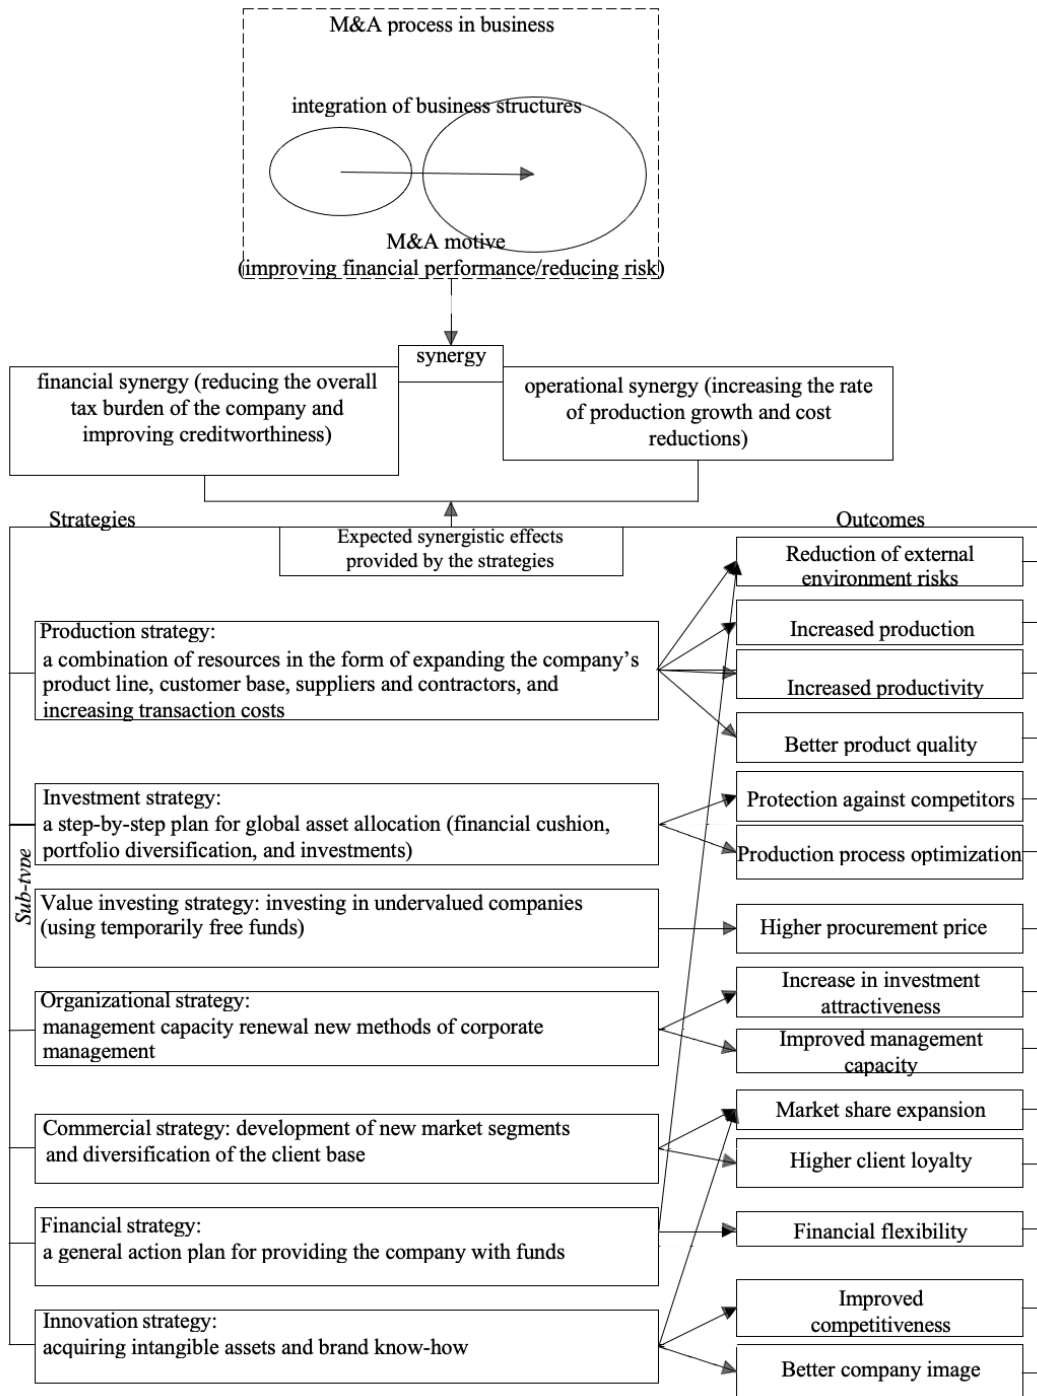 M&A process in business
integration of business structures
M&A motive
(improving financial performance/reducing risk)
synergy
financial synergy (reducing the overall
tax burden of the company and
improving creditworthiness)
operational synergy (increasing the rate
of production growth and cost
reductions)
Strategies
Expected synergistic effects
provided by the strategies
Outcomes
Production strategy:
a combination of resources in the form of expanding the company's
product line, customer base, suppliers and contractors, and
increasing transaction costs
Investment strategy:
a step-by-step plan for global asset allocation (financial cushion,
portfolio diversification, and investments)
Sub-type
Value investing strategy: investing in undervalued companies
(using temporarily free funds)
Organizational strategy:
management capacity renewal new methods of corporate
management
Commercial strategy: development of new market segments
and diversification of the client base
Financial strategy:
a general action plan for providing the company with funds
Innovation strategy:
acquiring intangible assets and brand know-how
Reduction of external
environment risks
Increased production
Increased productivity
Better product quality
Protection against competitors
Production process optimization
Higher procurement price
Increase in investment
attractiveness
Improved management
capacity
Market share expansion
Higher client loyalty
Financial flexibility
Improved
competitiveness
Better company image